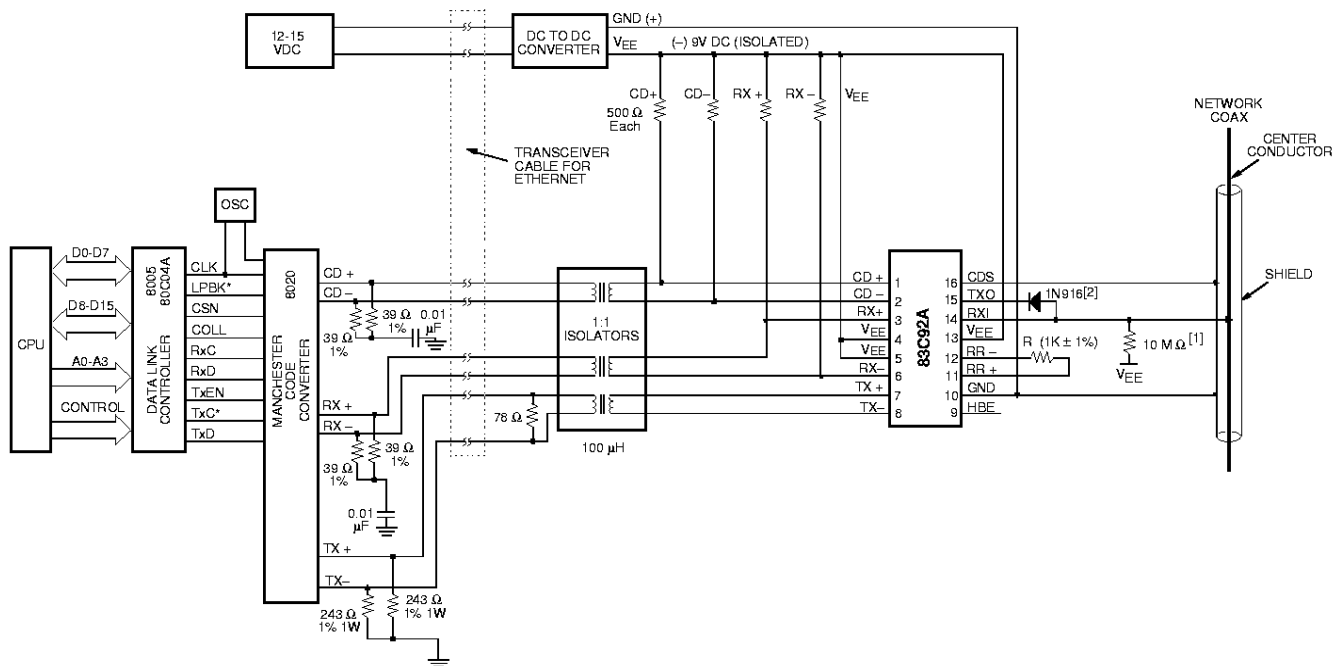 12-15
VDC
DC TO DC
CONVERTER
GND (+)
VEE
(–) 9V DC (ISOLATED)
CD+
500 Ω
Each
CD–
RX +
RX –
VEE
NETWORK
COAX
CENTER
CONDUCTOR
TRANSCEIVER
CABLE FOR
ETHERNET
OSC
CPU
D0-D7
D8-D15
A0-A3
CONTROL
8005
80C04A
DATA LINK
CONTROLLER
CLK
LPBK*
CSN
COLL
RxC
RxD
TxEN
TxC*
TxD
8020
MANCHESTER
CODE
CONVERTER
CD +
CD –
39 Ω
1%
39 Ω
1%
0.01
µF
RX +
RX –
39 Ω
1%
39 Ω
1%
0.01
µF
TX +
TX–
243 Ω
1% 1W
243 Ω
1% 1W
78 Ω
1:1
ISOLATORS
100 µH
CD +
CD –
RX+
VEE
VEE
RX–
TX +
TX–
1
2
3
4
5
6
7
8
83C92A
16
15
14
13
12
11
10
9
CDS
TXO
RXI
VEE
RR –
RR +
GND
HBE
1N916[2]
R (1K ± 1%)
10 M Ω [1]
VEE
SHIELD